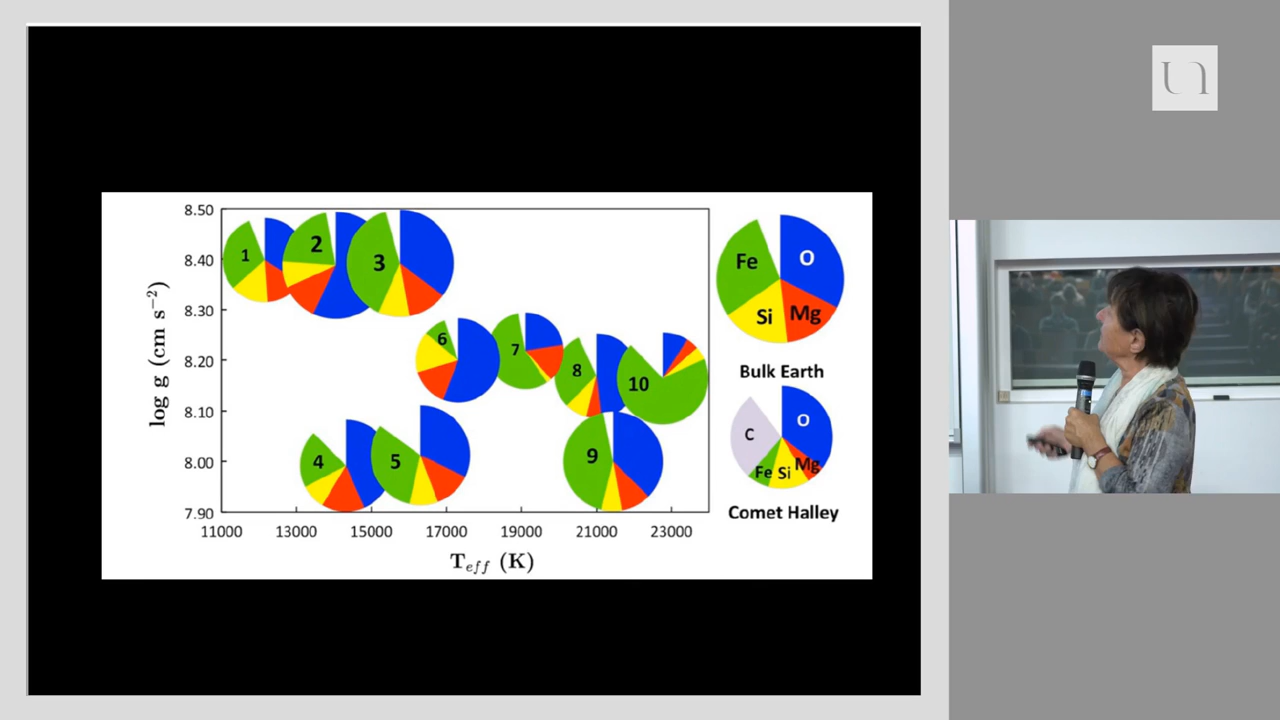 8.50
8.40
8.30
8.20
8.10
8.00
7.90
log g (cm s⁻²)
1
2
3
6
7
8
10
4
5
9
11000 13000 15000 17000 19000 21000 23000
T_eff (K)
Fe O
Si Mg
Bulk Earth
C O
Fe Si Mg
Comet Halley